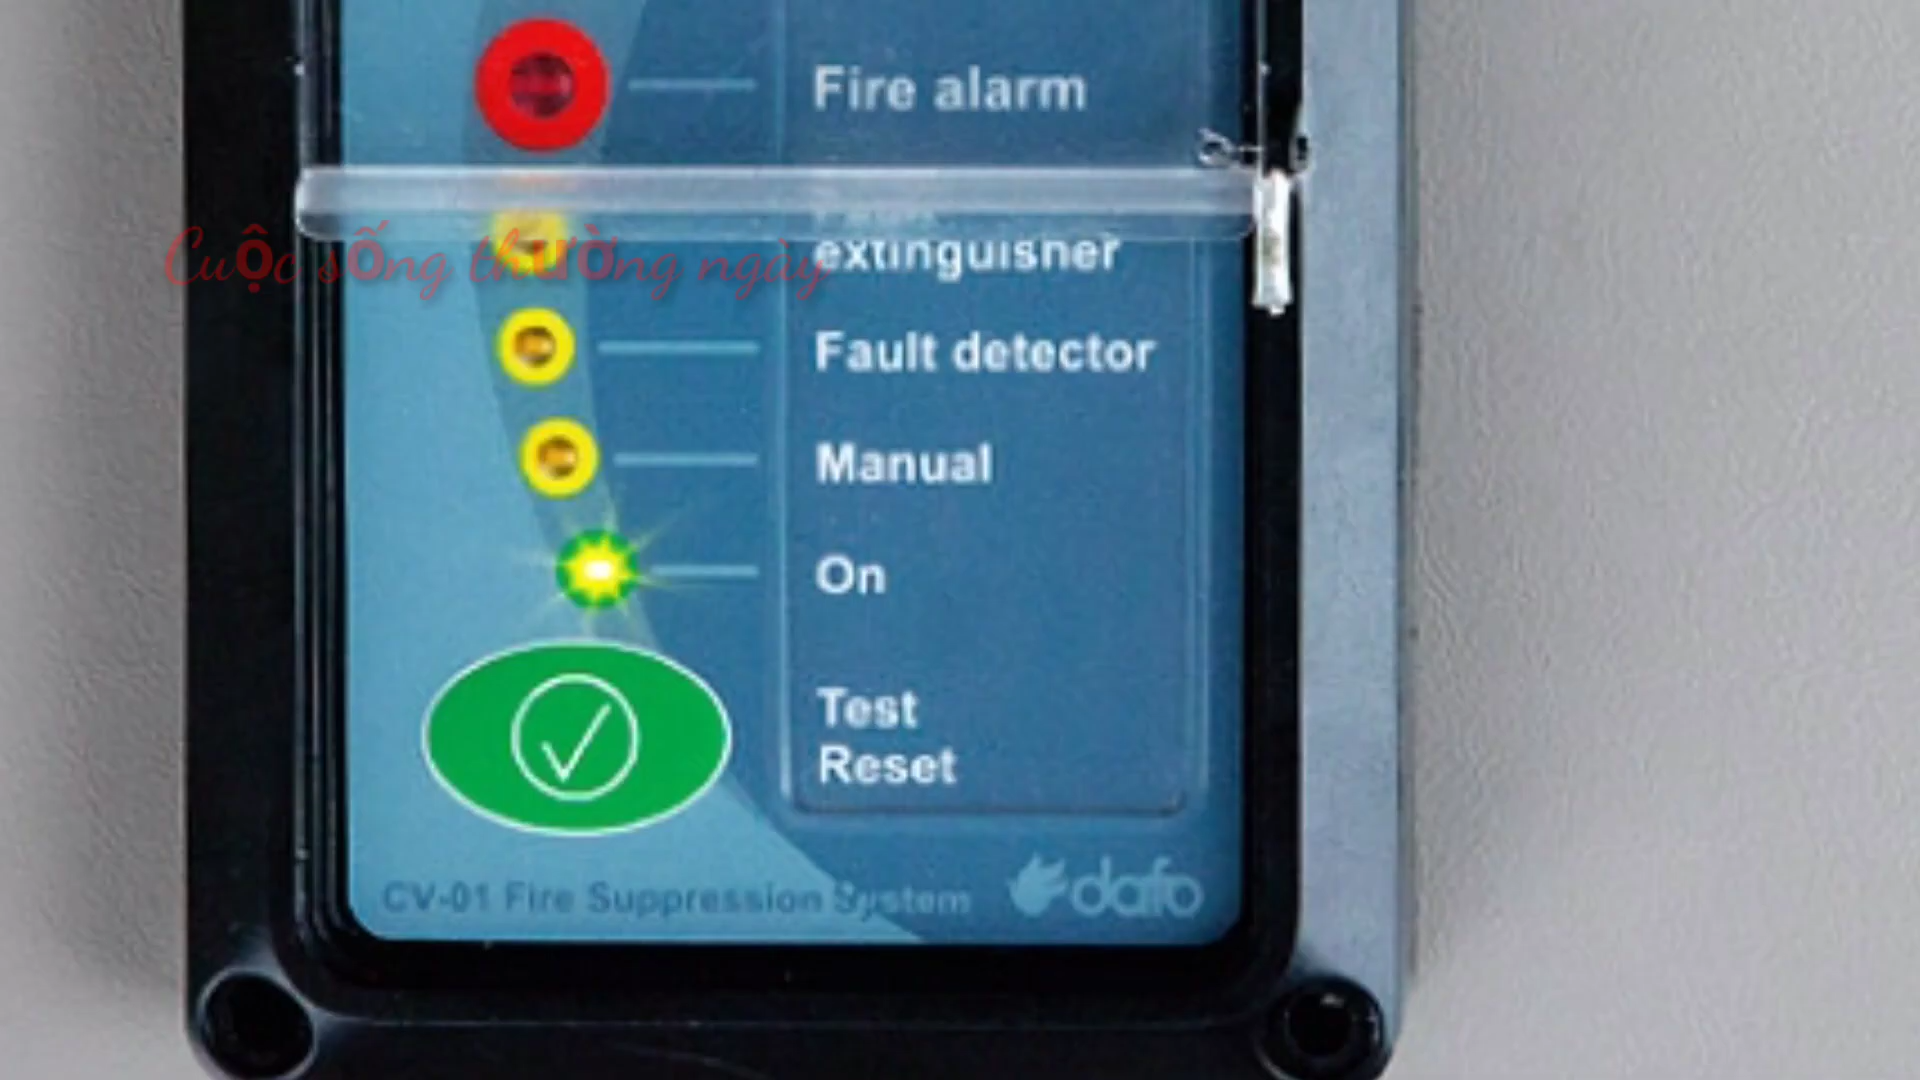 Fire alarm
extinguisher
Cuộc sống thường ngày
Fault detector
Manual
On
Test
Reset
CV-01 Fire Suppression System
dafo